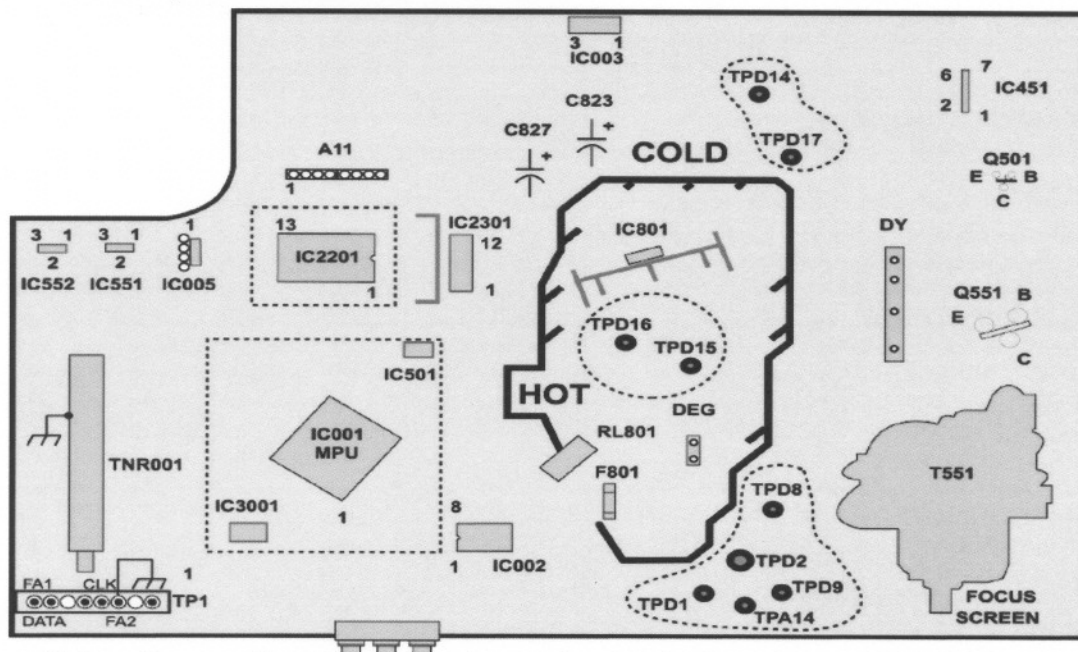 3 1
IC003
TPD14
7
6
IC451
2
1
C823
+
C827
+
TPD17
COLD
A11
1
Q501
E B
C
3 1
2
IC552
3 1
2
IC551
1
IC005
13
IC2201
1
IC2301
12
1
IC801
DY
Q551
B
E
C
TPD16
TPD15
IC501
HOT
DEG
RL801
IC001
MPU
1
TNR001
T551
F801
TPD8
IC3001
8
1
IC002
TPD2
FA1 CLK
1
TP1
DATA FA2
TPD1
TPD9
TPA14
FOCUS
SCREEN